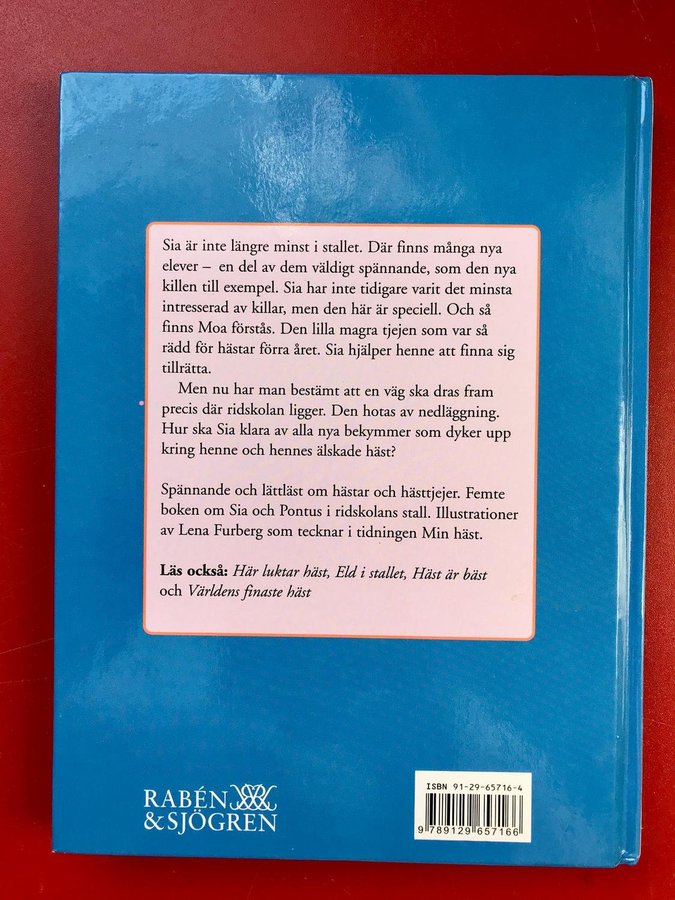 Sia är inte längre minst i stallet. Där finns många nya
elever – en del av dem väldigt spännande, som den nya
killen till exempel. Sia har inte tidigare varit det minsta
intresserad av killar, men den här är speciell. Och så
finns Moa förstås. Den lilla magra tjejen som var så
rädd för hästar förra året. Sia hjälper henne att finna sig
tillrätta.
Men nu har man bestämt att en väg ska dras fram
precis där ridskolan ligger. Den hotas av nedläggning.
Hur ska Sia klara av alla nya bekymmer som dyker upp
kring henne och hennes älskade häst?
Spännande och lättläst om hästar och hästtjejer. Femte
boken om Sia och Pontus i ridskolans stall. Illustrationer
av Lena Furberg som tecknar i tidningen Min häst.
Läs också: Här luktar häst, Eld i stallet, Häst är bäst
och Världens finaste häst
RABÉN
&SJÖGREN
ISBN 91-29-65716-4
9 789129 657166